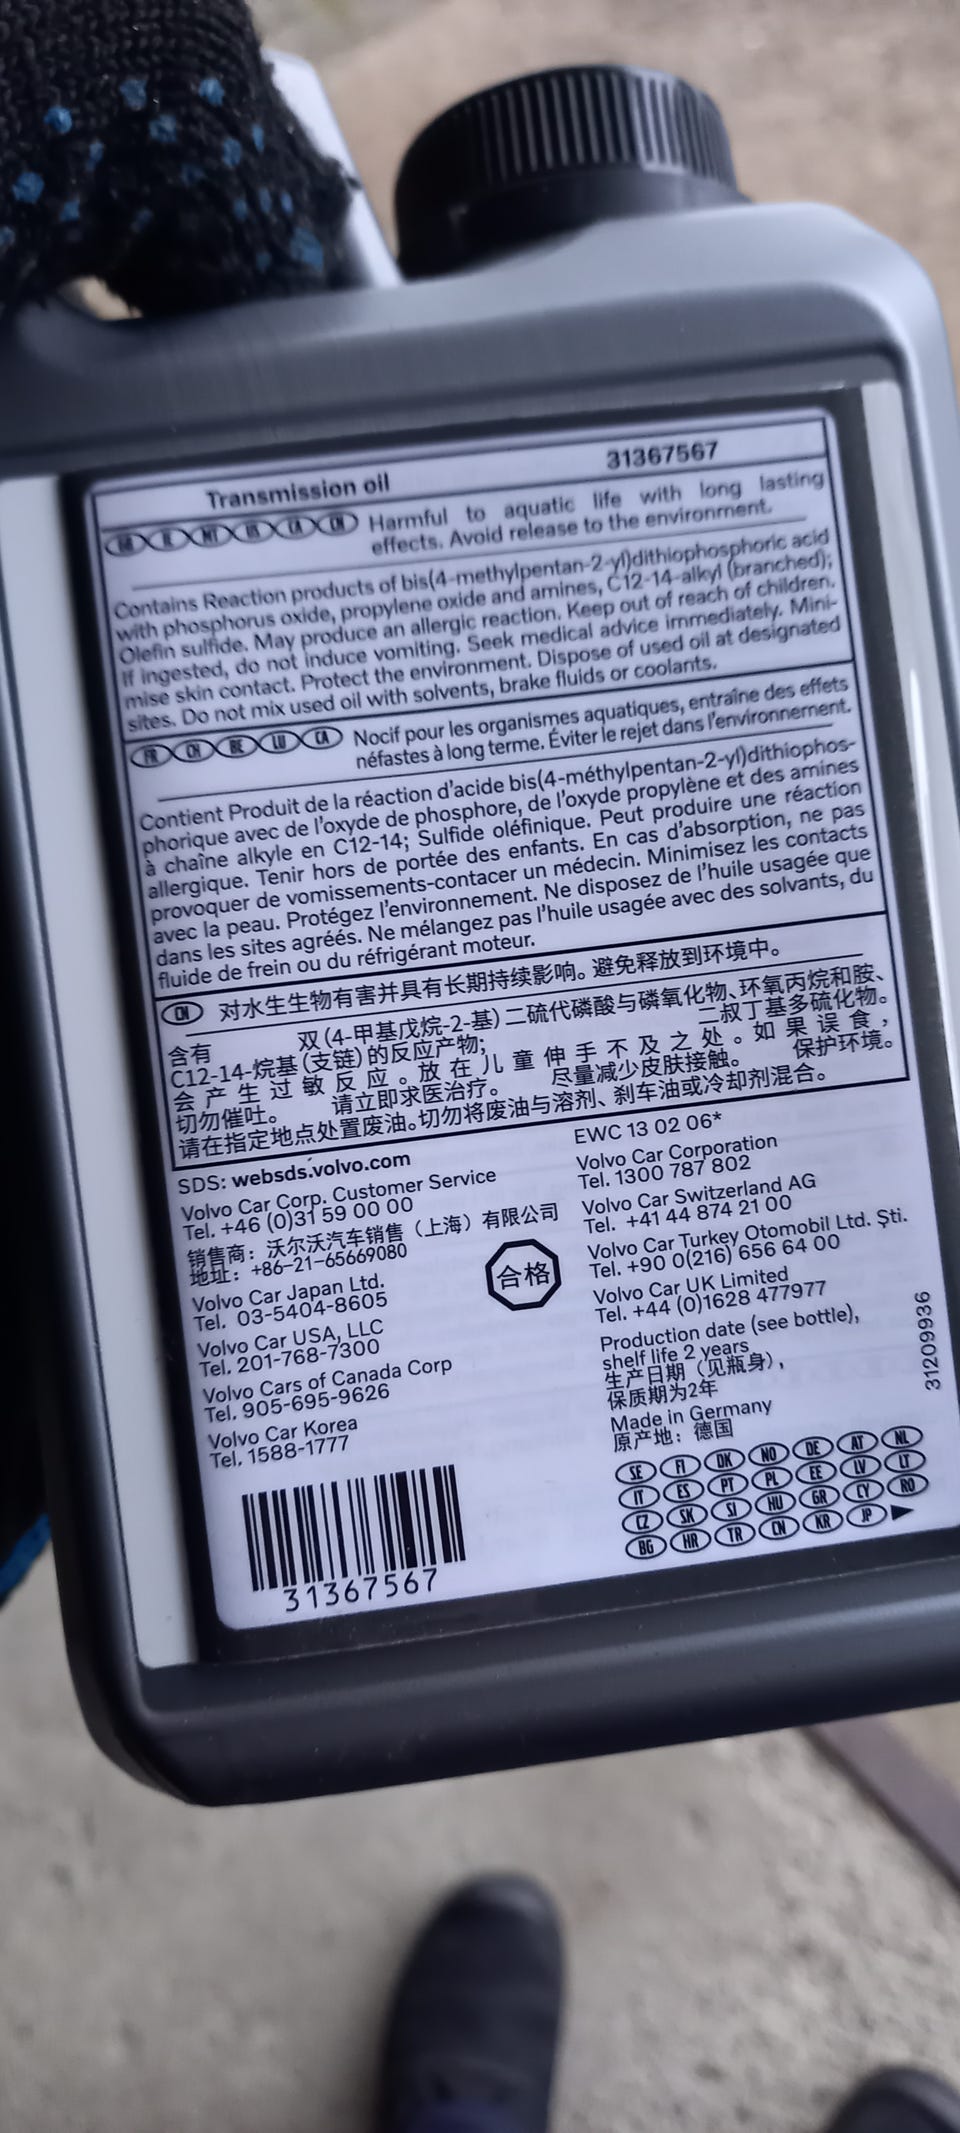 Transmission oil 31367567
GB IE MT US CA CN Harmful to aquatic life with long lasting
effects. Avoid release to the environment.
Contains Reaction products of bis(4-methylpentan-2-yl)dithiophosphoric acid
with phosphorus oxide, propylene oxide and amines, C12-14-alkyl (branched);
Olefin sulfide. May produce an allergic reaction. Keep out of reach of children.
If ingested, do not induce vomiting. Seek medical advice immediately. Mini-
mise skin contact. Protect the environment. Dispose of used oil at designated
sites. Do not mix used oil with solvents, brake fluids or coolants.
FR CH BE LU CA Nocif pour les organismes aquatiques, entraîne des effets
néfastes à long terme. Éviter le rejet dans l'environnement.
Contient Produit de la réaction d'acide bis(4-méthylpentan-2-yl)dithiophos-
phorique avec de l'oxyde de phosphore, de l'oxyde propylène et des amines
à chaîne alkyle en C12-14; Sulfide oléfinique. Peut produire une réaction
allergique. Tenir hors de portée des enfants. En cas d'absorption, ne pas
provoquer de vomissements-contacer un médecin. Minimisez les contacts
avec la peau. Protégez l'environnement. Ne disposez de l'huile usagée que
dans les sites agréés. Ne mélangez pas l'huile usagée avec des solvants, du
fluide de frein ou du réfrigérant moteur.
CN 对水生生物有害并具有长期持续影响。避免释放到环境中。
含有 双(4-甲基戊烷-2-基)二硫代磷酸与磷氧化物、环氧丙烷和胺、
C12-14-烷基(支链)的反应产物; 二叔丁基多硫化物。
会产生过敏反应。放在儿童伸手不及之处。如果误食,
切勿催吐。 请立即求医治疗。 尽量减少皮肤接触。 保护环境。
请在指定地点处置废油。切勿将废油与溶剂、刹车油或冷却剂混合。
SDS: websds.volvo.com
Volvo Car Corp. Customer Service
Tel. +46 (0)31 59 00 00
销售商：沃尔沃汽车销售（上海）有限公司
地址：+86-21-65669080
Volvo Car Japan Ltd.
Tel. 03-5404-8605
Volvo Car USA, LLC
Tel. 201-768-7300
Volvo Cars of Canada Corp
Tel. 905-695-9626
Volvo Car Korea
Tel. 1588-1777
31367567
合格
EWC 13 02 06*
Volvo Car Corporation
Tel. 1300 787 802
Volvo Car Switzerland AG
Tel. +41 44 874 21 00
Volvo Car Turkey Otomobil Ltd. Şti.
Tel. +90 0(216) 656 64 00
Volvo Car UK Limited
Tel. +44 (0)1628 477977
Production date (see bottle),
shelf life 2 years
生产日期（见瓶身），
保质期为2年
Made in Germany
原产地：德国
SE FI DK NO DE AT NL
IT ES PT PL EE LV LT
CZ SK SI HU GR CY RO
BG HR TR CN KR JP
31209936